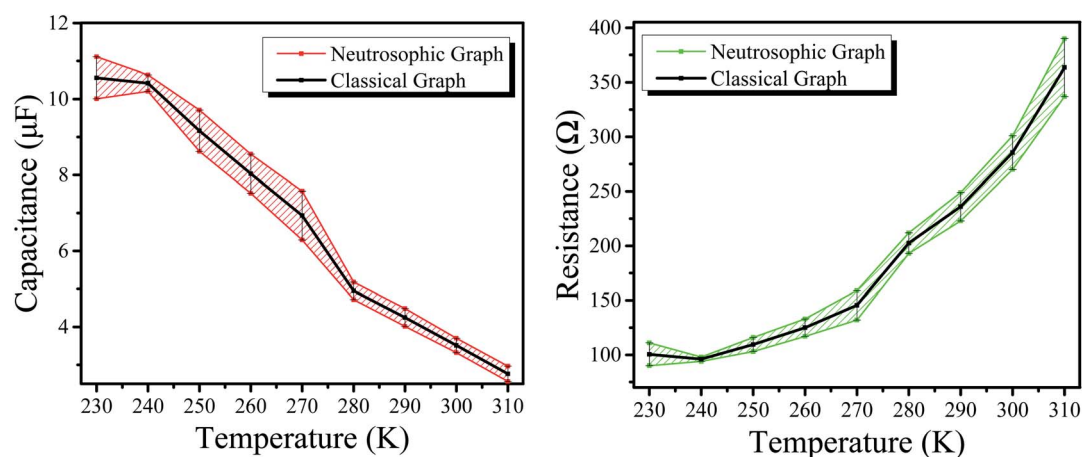 Capacitance (μF)
12
10
8
6
4
Neutrosophic Graph
Classical Graph
230 240 250 260 270 280 290 300 310
Temperature (K)
Resistance (Ω)
400
350
300
250
200
150
100
Neutrosophic Graph
Classical Graph
230 240 250 260 270 280 290 300 310
Temperature (K)